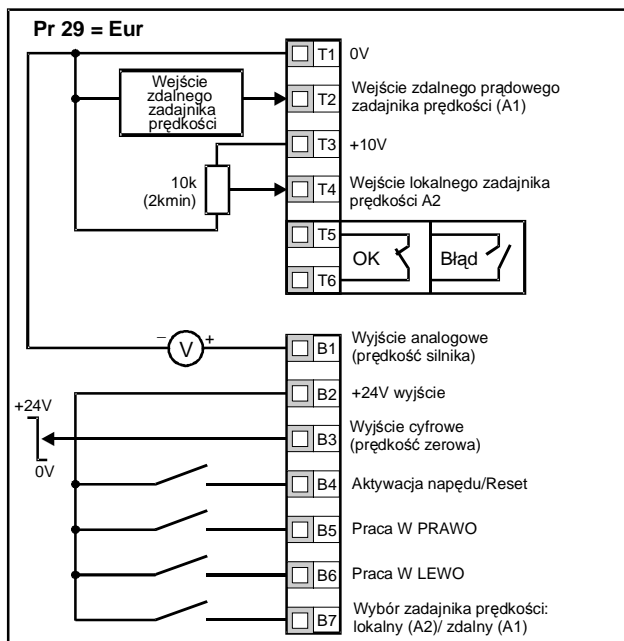 Pr 29 = Eur
T1 0V
Wejście
zdalnego
zadajnika
prędkości
T2 Wejście zdalnego prądowego
zadajnika prędkości (A1)
T3 +10V
10k
(2kmin)
T4 Wejście lokalnego zadajnika
prędkości A2
T5
OK Błąd
T6
− V +
B1 Wyjście analogowe
(prędkość silnika)
B2 +24V wyjście
+24V
0V
B3 Wyjście cyfrowe
(prędkość zerowa)
B4 Aktywacja napędu/Reset
B5 Praca W PRAWO
B6 Praca W LEWO
B7 Wybór zadajnika prędkości:
lokalny (A2)/ zdalny (A1)